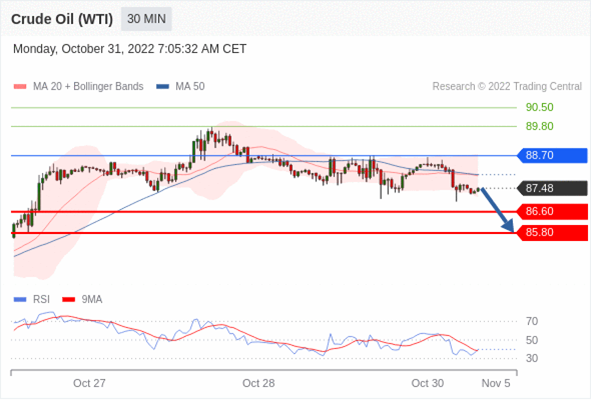 Crude Oil (WTI) 30 MIN
Monday, October 31, 2022 7:05:32 AM CET
MA 20 + Bollinger Bands MA 50 Research © 2022 Trading Central
90.50
89.80
88.70
87.48
86.60
85.80
RSI 9MA
70
50
30
Oct 27 Oct 28 Oct 30 Nov 5